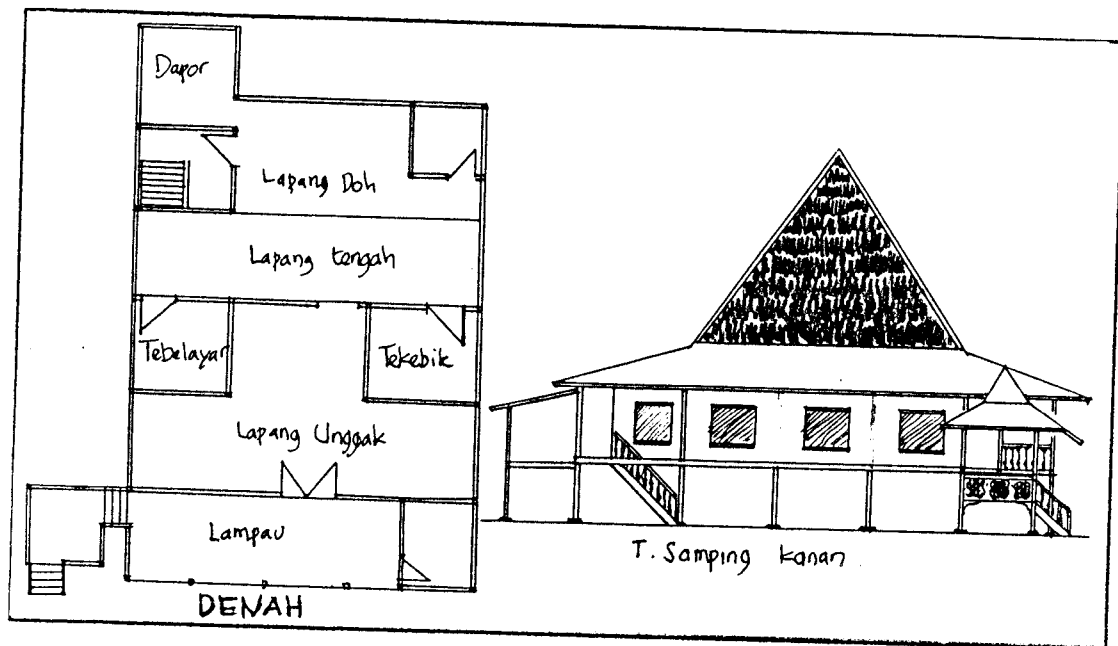 Dapor
Lapang Doh
Lapang tengah
Tebelayar
Tekebik
Lapang Unggak
Lampau
DENAH
T. Samping Kanan